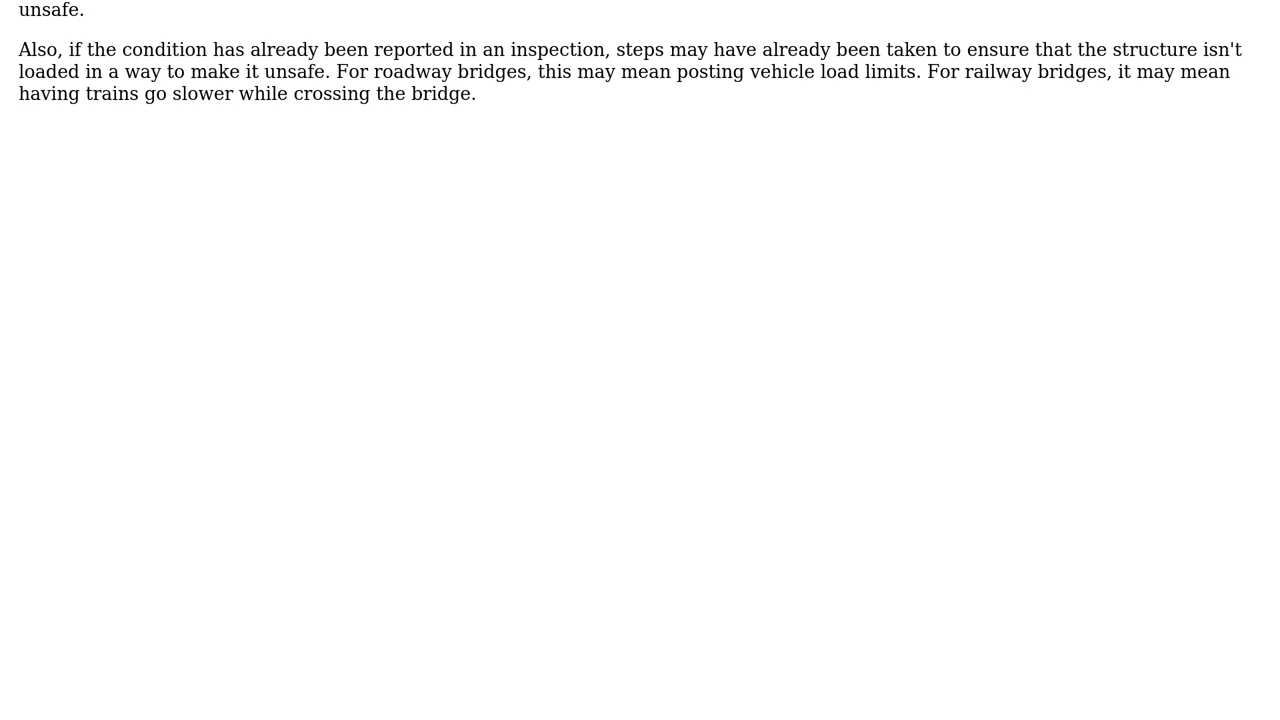 unsafe.
Also, if the condition has already been reported in an inspection, steps may have already been taken to ensure that the structure isn't
loaded in a way to make it unsafe. For roadway bridges, this may mean posting vehicle load limits. For railway bridges, it may mean
having trains go slower while crossing the bridge.